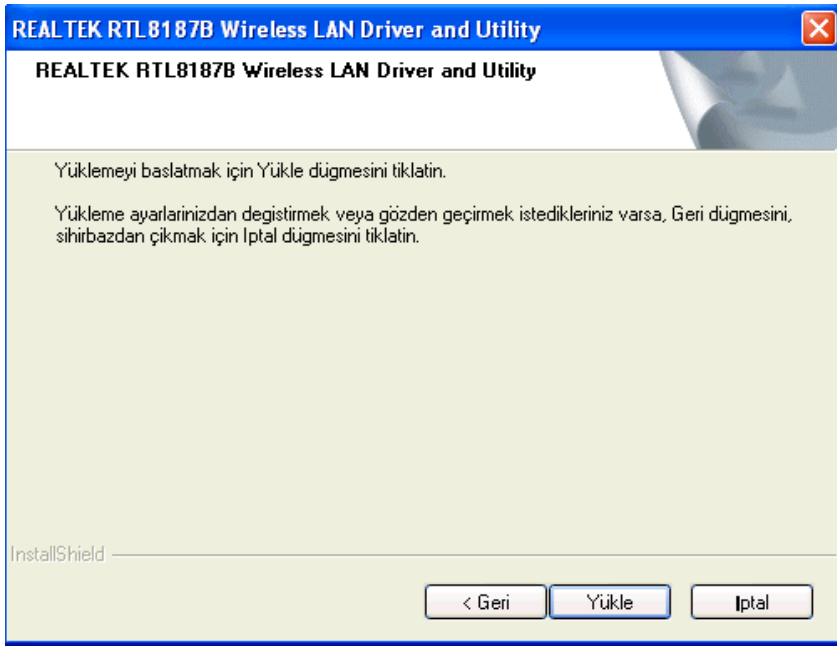 REALTEK RTL8187B Wireless LAN Driver and Utility
REALTEK RTL8187B Wireless LAN Driver and Utility
Yüklemeyi baslatmak için Yükle dügmesini tiklatin.
Yükleme ayarlarinizdan degistirmek veya gözden geçirmek istedikleriniz varsa, Geri dügmesini,
sihirbazdan çikmak için Iptal dügmesini tiklatin.
InstallShield
< Geri
Yükle
Iptal